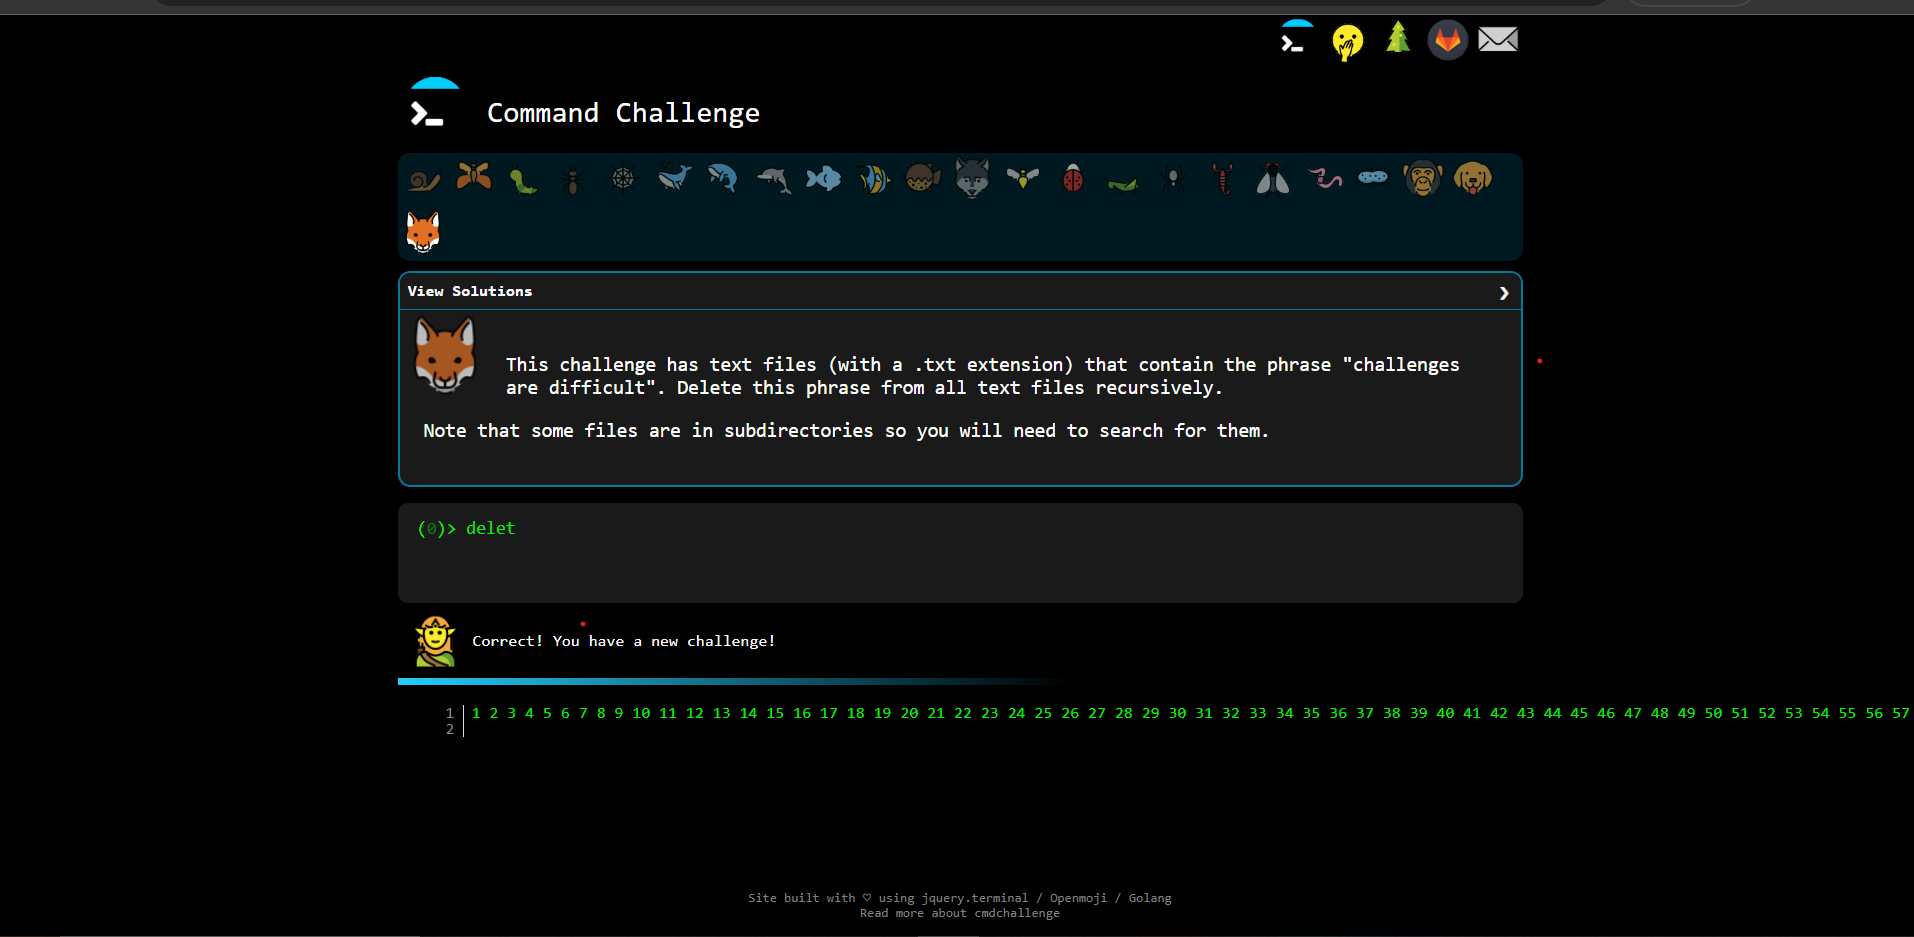 Command Challenge
View Solutions
This challenge has text files (with a .txt extension) that contain the phrase "challenges
are difficult". Delete this phrase from all text files recursively.
Note that some files are in subdirectories so you will need to search for them.
(0)> delet
Correct! You have a new challenge!
1 1 2 3 4 5 6 7 8 9 10 11 12 13 14 15 16 17 18 19 20 21 22 23 24 25 26 27 28 29 30 31 32 33 34 35 36 37 38 39 40 41 42 43 44 45 46 47 48 49 50 51 52 53 54 55 56 57
2
Site built with ♡ using jquery.terminal / Openmoji / Golang
Read more about cmdchallenge